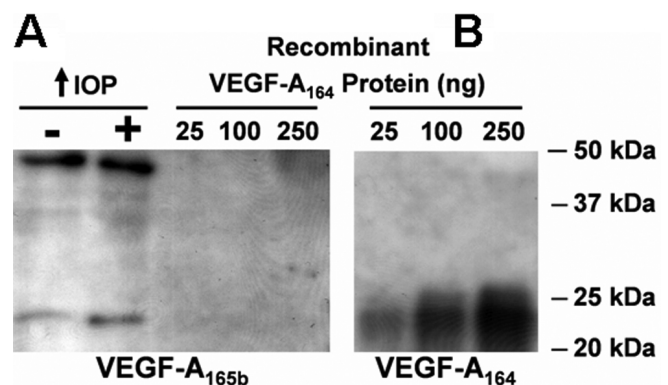 A B
Recombinant
↑ IOP VEGF-A164 Protein (ng)
- + 25 100 250 25 100 250
– 50 kDa
– 37 kDa
– 25 kDa
– 20 kDa
VEGF-A165b VEGF-A164